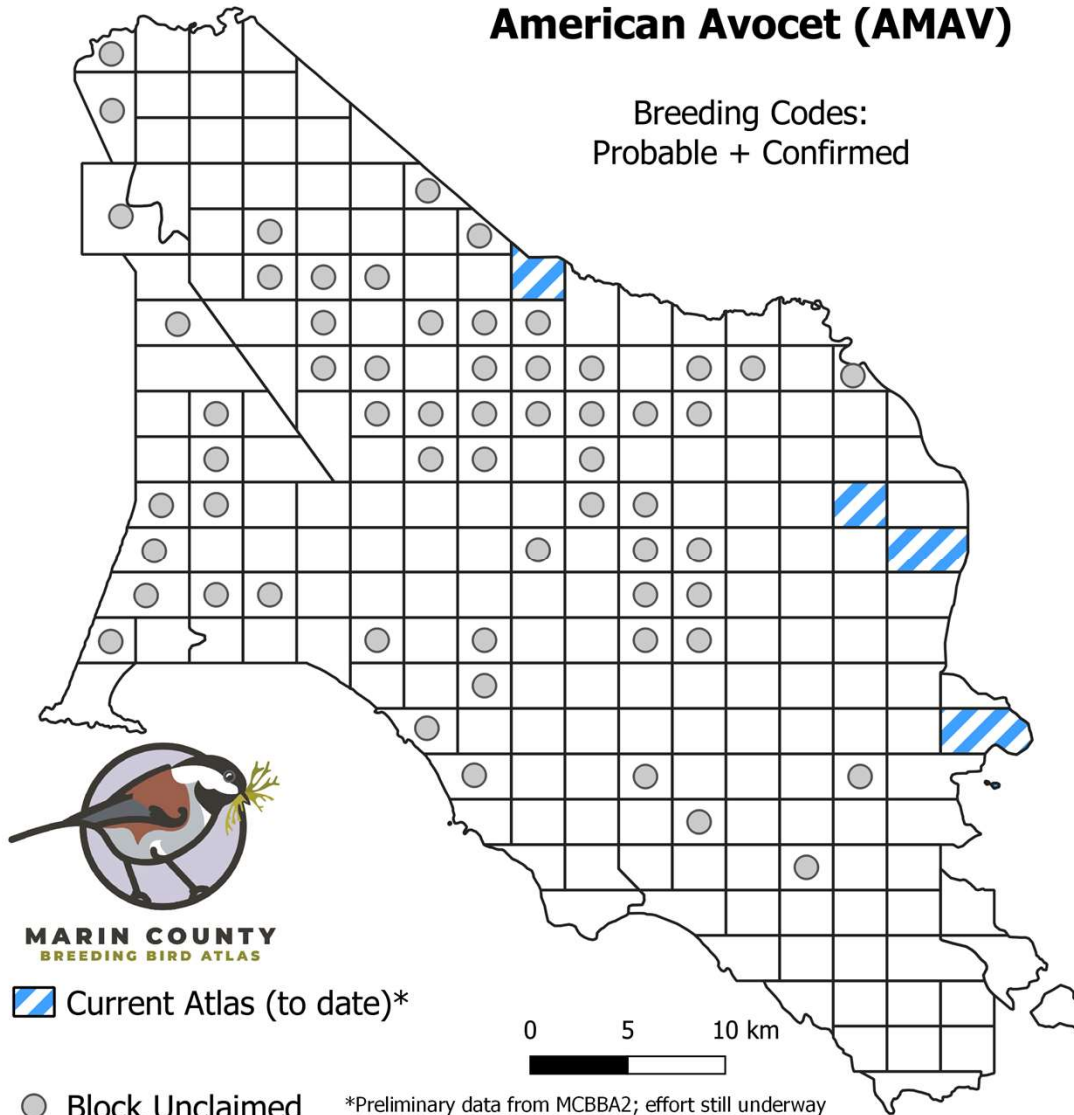 American Avocet (AMAV)
Breeding Codes:
Probable + Confirmed
MARIN COUNTY
BREEDING BIRD ATLAS
Current Atlas (to date)*
0 5 10 km
Block Unclaimed
*Preliminary data from MCBBA2; effort still underway